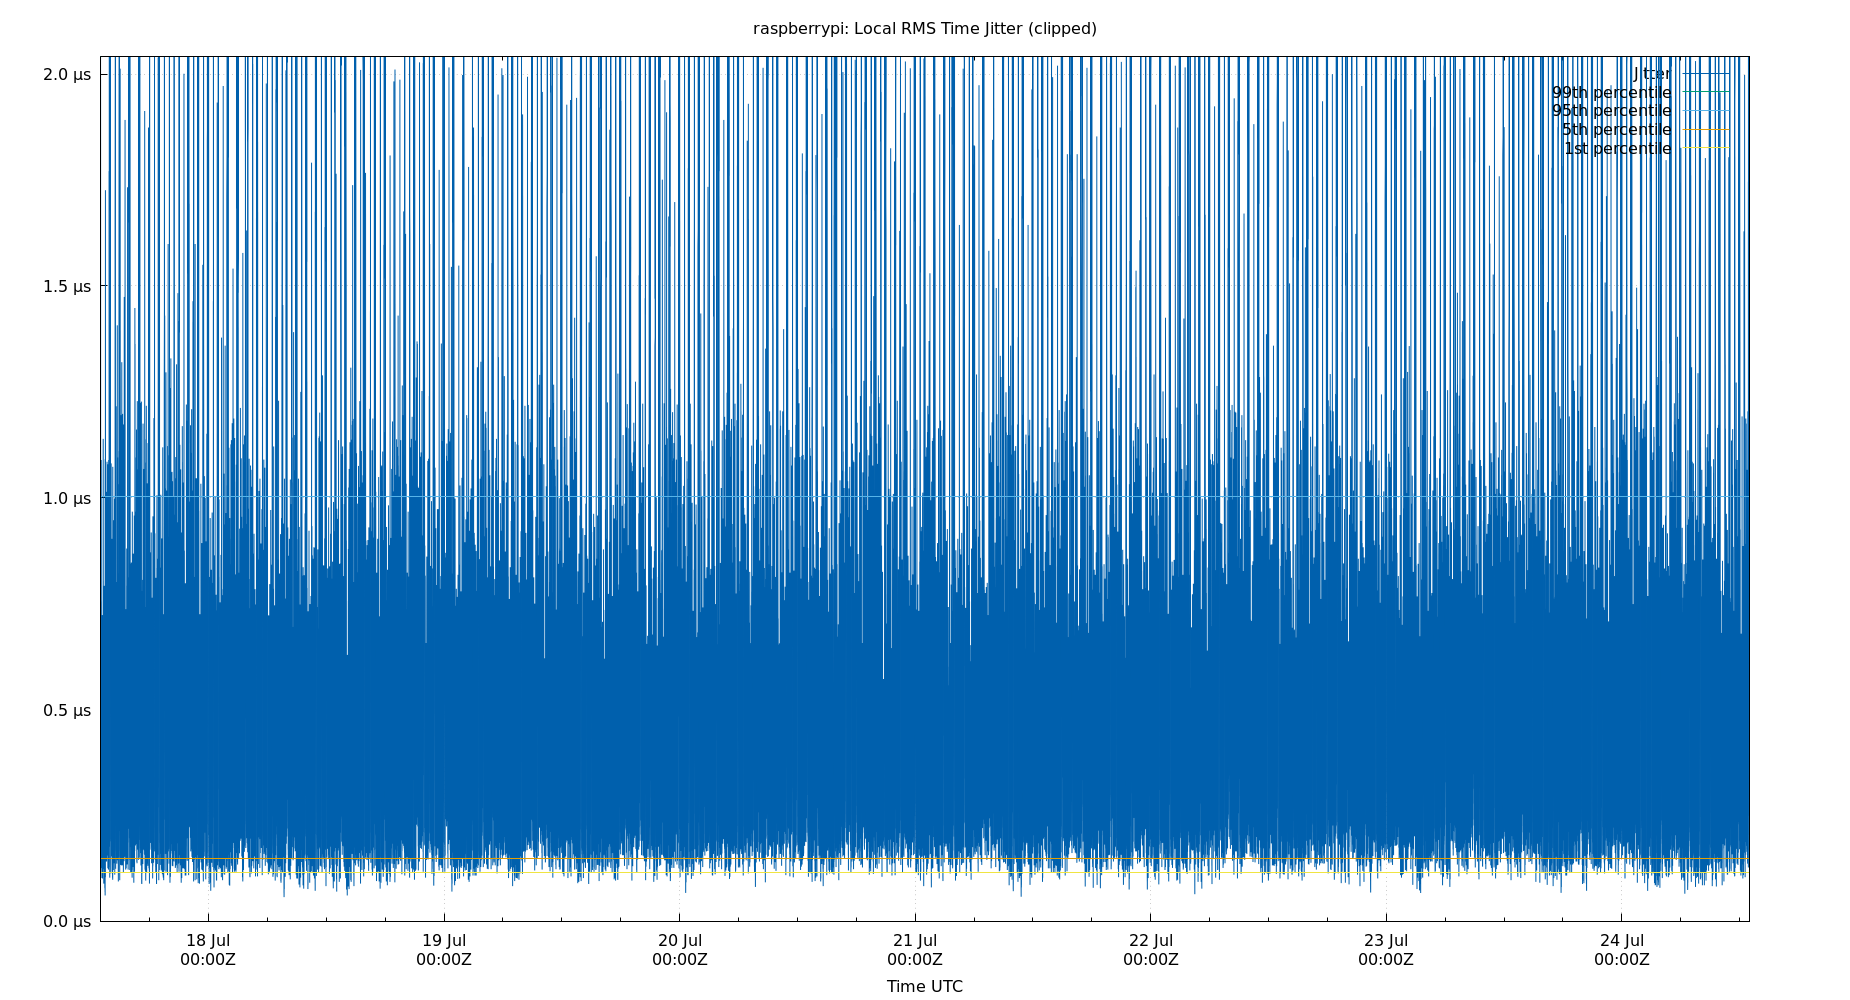 raspberrypi: Local RMS Time Jitter (clipped)
2.0 µs
1.5 µs
1.0 µs
0.5 µs
0.0 µs
Jitter
99th percentile
95th percentile
5th percentile
1st percentile
18 Jul
00:00Z
19 Jul
00:00Z
20 Jul
00:00Z
21 Jul
00:00Z
22 Jul
00:00Z
23 Jul
00:00Z
24 Jul
00:00Z
Time UTC